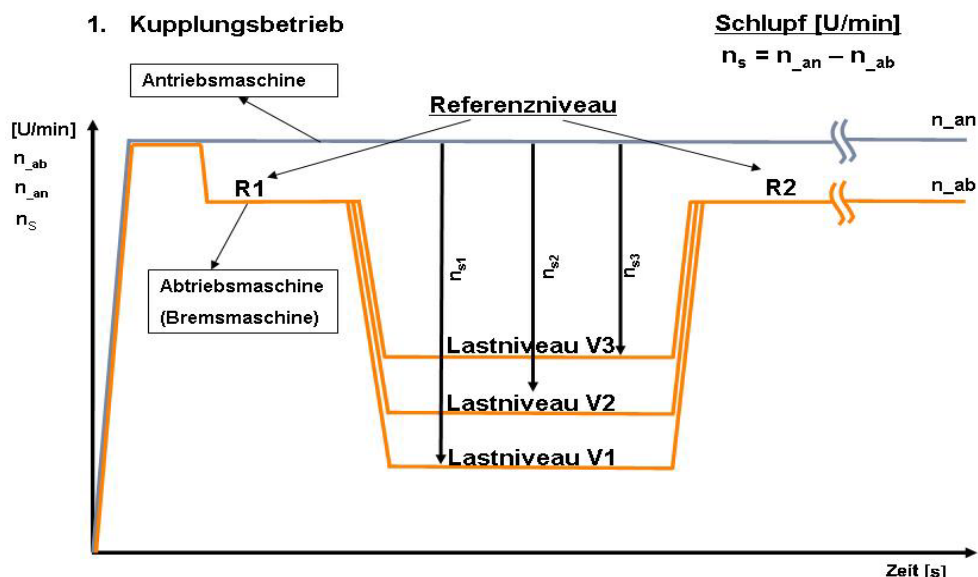 1. Kupplungsbetrieb
Schlupf [U/min]
n_s = n_an – n_ab
Antriebsmaschine
Referenzniveau
[U/min]
n_ab
n_an
n_S
n_an
R1
R2
n_ab
Abtriebsmaschine
(Bremsmaschine)
n_s1
n_s2
n_s3
Lastniveau V3
Lastniveau V2
Lastniveau V1
Zeit [s]